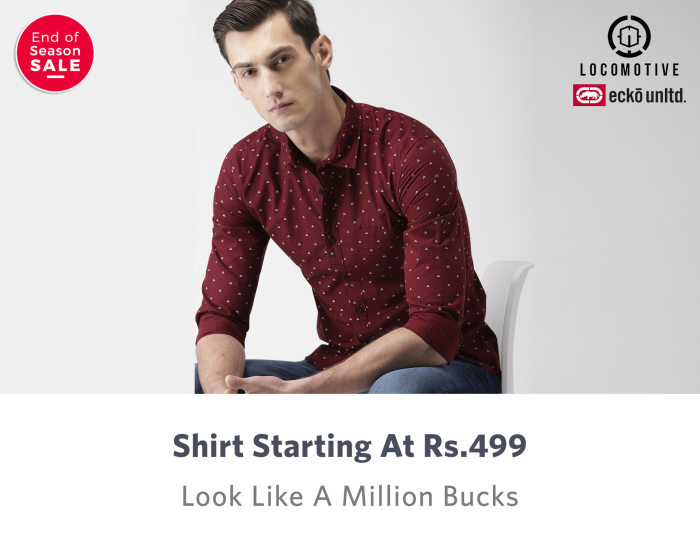 End of
Season
SALE
LOCOMOTIVE
eckō unltd.
Shirt Starting At Rs.499
Look Like A Million Bucks